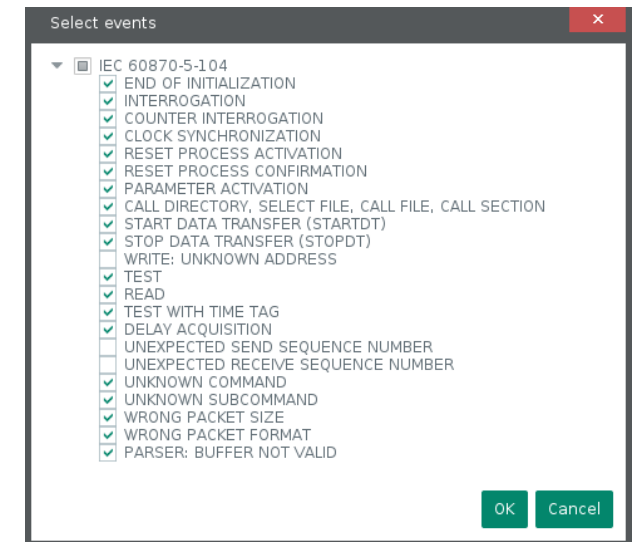 Select events
IEC 60870-5-104
END OF INITIALIZATION
INTERROGATION
COUNTER INTERROGATION
CLOCK SYNCHRONIZATION
RESET PROCESS ACTIVATION
RESET PROCESS CONFIRMATION
PARAMETER ACTIVATION
CALL DIRECTORY, SELECT FILE, CALL FILE, CALL SECTION
START DATA TRANSFER (STARTDT)
STOP DATA TRANSFER (STOPDT)
WRITE: UNKNOWN ADDRESS
TEST
READ
TEST WITH TIME TAG
DELAY ACQUISITION
UNEXPECTED SEND SEQUENCE NUMBER
UNEXPECTED RECEIVE SEQUENCE NUMBER
UNKNOWN COMMAND
UNKNOWN SUBCOMMAND
WRONG PACKET SIZE
WRONG PACKET FORMAT
PARSER: BUFFER NOT VALID
OK Cancel